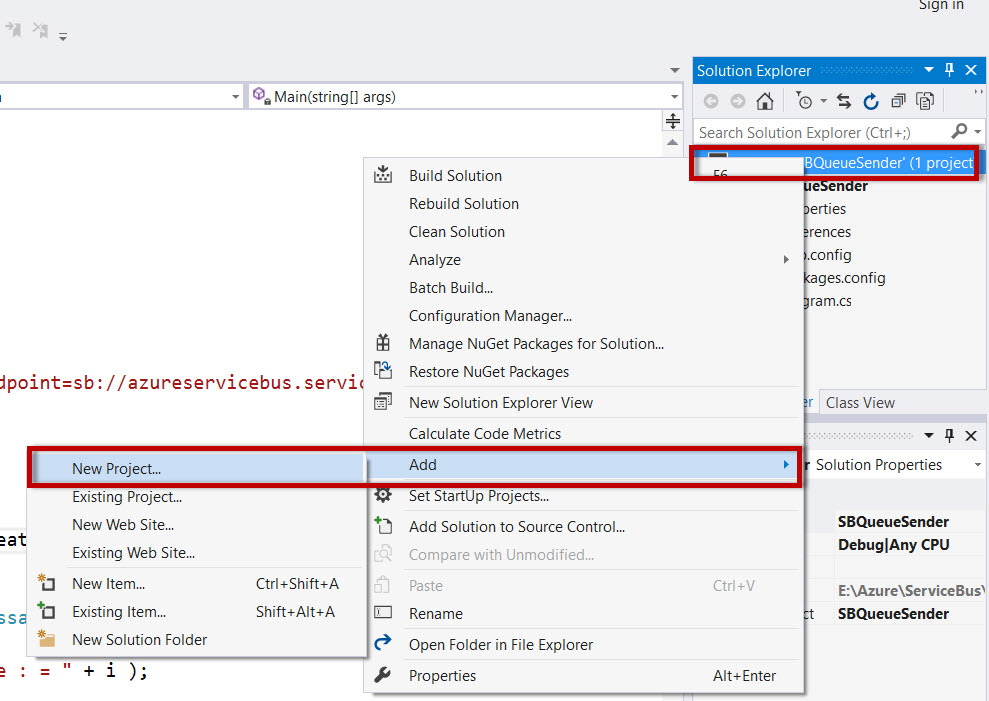 Sign in
Solution Explorer
Main(string[] args)
Search Solution Explorer (Ctrl+;)
BQueueSender' (1 project
F6
ueSender
perties
erences
.config
kages.config
gram.cs
Build Solution
Rebuild Solution
Clean Solution
Analyze
Batch Build...
Configuration Manager...
Manage NuGet Packages for Solution...
Restore NuGet Packages
New Solution Explorer View
Calculate Code Metrics
Add
Set StartUp Projects...
Add Solution to Source Control...
Compare with Unmodified...
Paste Ctrl+V
Rename
Open Folder in File Explorer
Properties Alt+Enter
dpoint=sb://azureservicebus.servic
er Class View
r Solution Properties
SBQueueSender
Debug|Any CPU
E:\Azure\ServiceBus\
ct SBQueueSender
New Project...
Existing Project...
New Web Site...
Existing Web Site...
New Item... Ctrl+Shift+A
Existing Item... Shift+Alt+A
New Solution Folder
eat
ssa
e : = " + i );